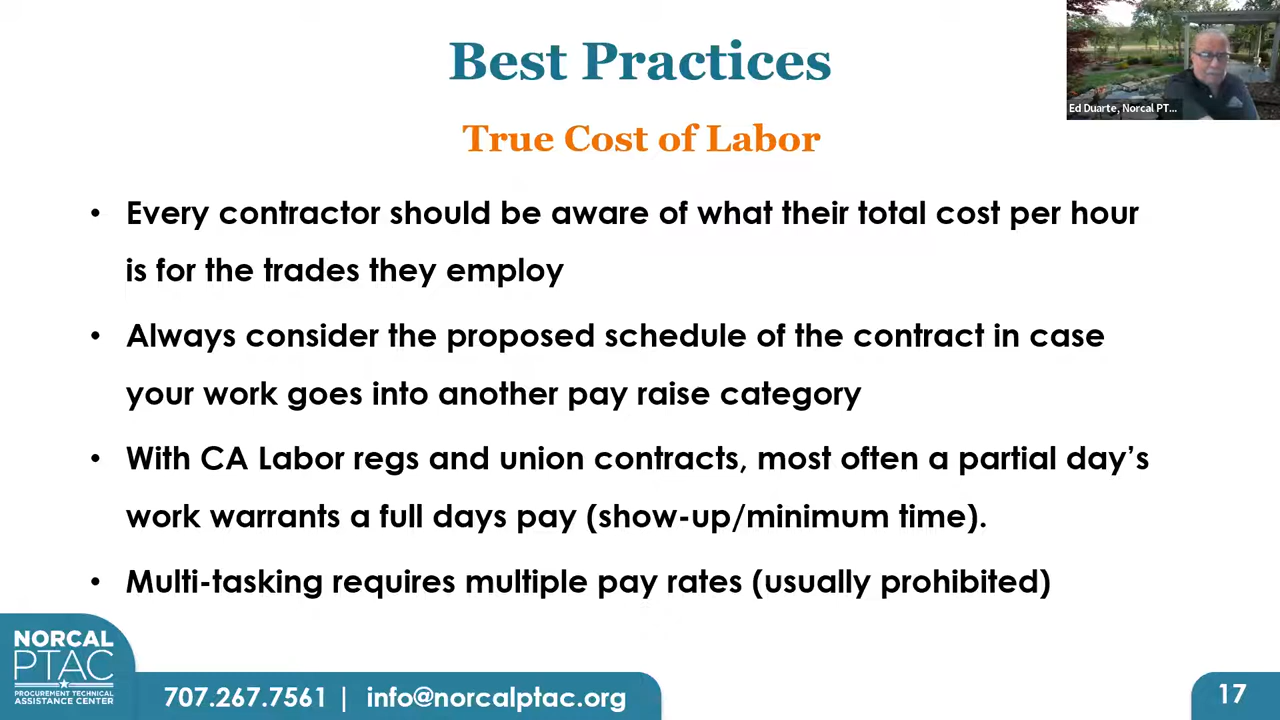 Best Practices
Ed Duarte, Norcal PT...
True Cost of Labor
• Every contractor should be aware of what their total cost per hour
is for the trades they employ
• Always consider the proposed schedule of the contract in case
your work goes into another pay raise category
• With CA Labor regs and union contracts, most often a partial day’s
work warrants a full days pay (show-up/minimum time).
• Multi-tasking requires multiple pay rates (usually prohibited)
NORCAL
PTAC
PROCUREMENT TECHNICAL
ASSISTANCE CENTER
707.267.7561 | info@norcalptac.org
17